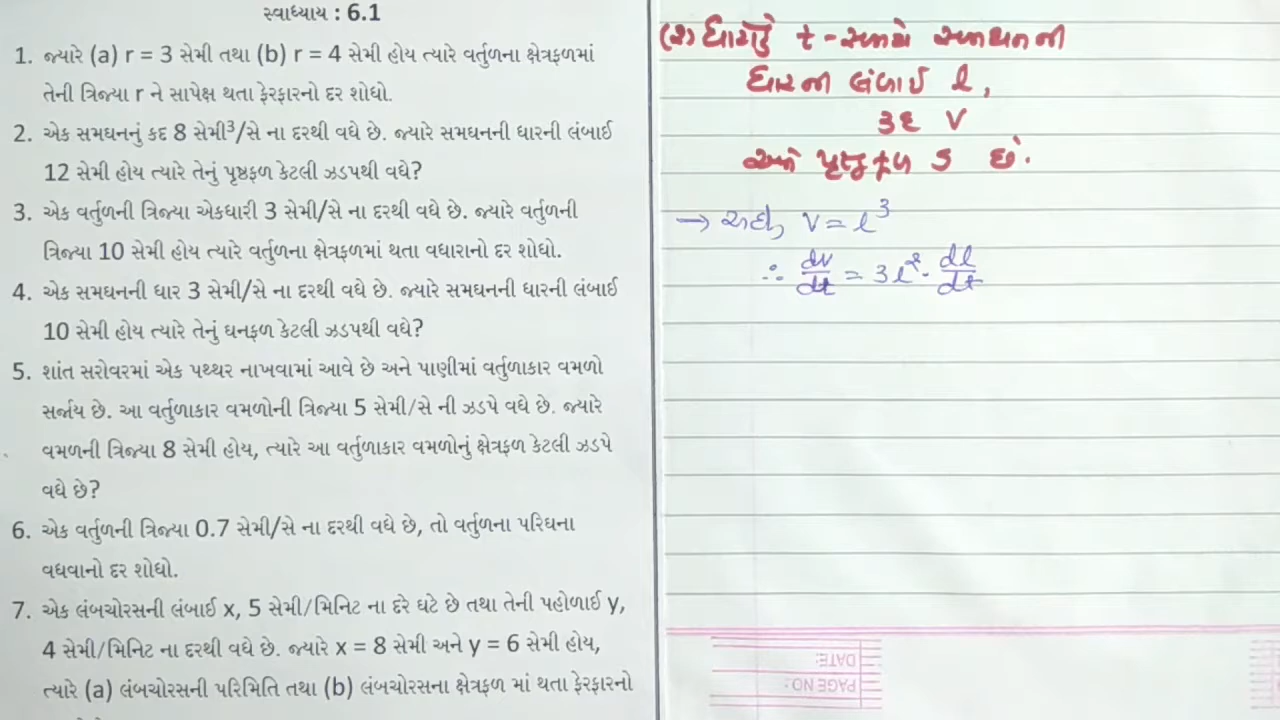 સ્વાધ્યાય : 6.1
1. જ્યારે (a) r = 3 સેમી તથા (b) r = 4 સેમી હોય ત્યારે વર્તુળના ક્ષેત્રફળમાં
તેની ત્રિજ્યા r ને સાપેક્ષ થતા ફેરફારનો દર શોધો.
2. એક સમઘનનું કદ 8 સેમી³/સે ના દરથી વધે છે. જ્યારે સમઘનની ધારની લંબાઈ
12 સેમી હોય ત્યારે તેનું પૃષ્ઠફળ કેટલી ઝડપથી વધે?
3. એક વર્તુળની ત્રિજ્યા એકધારી 3 સેમી/સે ના દરથી વધે છે. જ્યારે વર્તુળની
ત્રિજ્યા 10 સેમી હોય ત્યારે વર્તુળના ક્ષેત્રફળમાં થતા વધારાનો દર શોધો.
4. એક સમઘનની ધાર 3 સેમી/સે ના દરથી વધે છે. જ્યારે સમઘનની ધારની લંબાઈ
10 સેમી હોય ત્યારે તેનું ઘનફળ કેટલી ઝડપથી વધે?
5. શાંત સરોવરમાં એક પથ્થર નાખવામાં આવે છે અને પાણીમાં વર્તુળાકાર વમળો
સર્જાય છે. આ વર્તુળાકાર વમળોની ત્રિજ્યા 5 સેમી/સે ની ઝડપે વધે છે. જ્યારે
વમળની ત્રિજ્યા 8 સેમી હોય, ત્યારે આ વર્તુળાકાર વમળોનું ક્ષેત્રફળ કેટલી ઝડપે
વધે છે?
6. એક વર્તુળની ત્રિજ્યા 0.7 સેમી/સે ના દરથી વધે છે, તો વર્તુળના પરિઘના
વધવાનો દર શોધો.
7. એક લંબચોરસની લંબાઈ x, 5 સેમી/મિનિટ ના દરે ઘટે છે તથા તેની પહોળાઈ y,
4 સેમી/મિનિટ ના દરથી વધે છે. જ્યારે x = 8 સેમી અને y = 6 સેમી હોય,
ત્યારે (a) લંબચોરસની પરિમિતિ તથા (b) લંબચોરસના ક્ષેત્રફળ માં થતા ફેરફારનો
(૨) ધારોકે t - સમયે સમઘનની
ધારની લંબાઈ l,
કદ V
અને પૃષ્ઠફળ S છે.
→ અહી, V = l³
∴ dv/dt = 3l² · dl/dt
DATE:
PAGE NO: